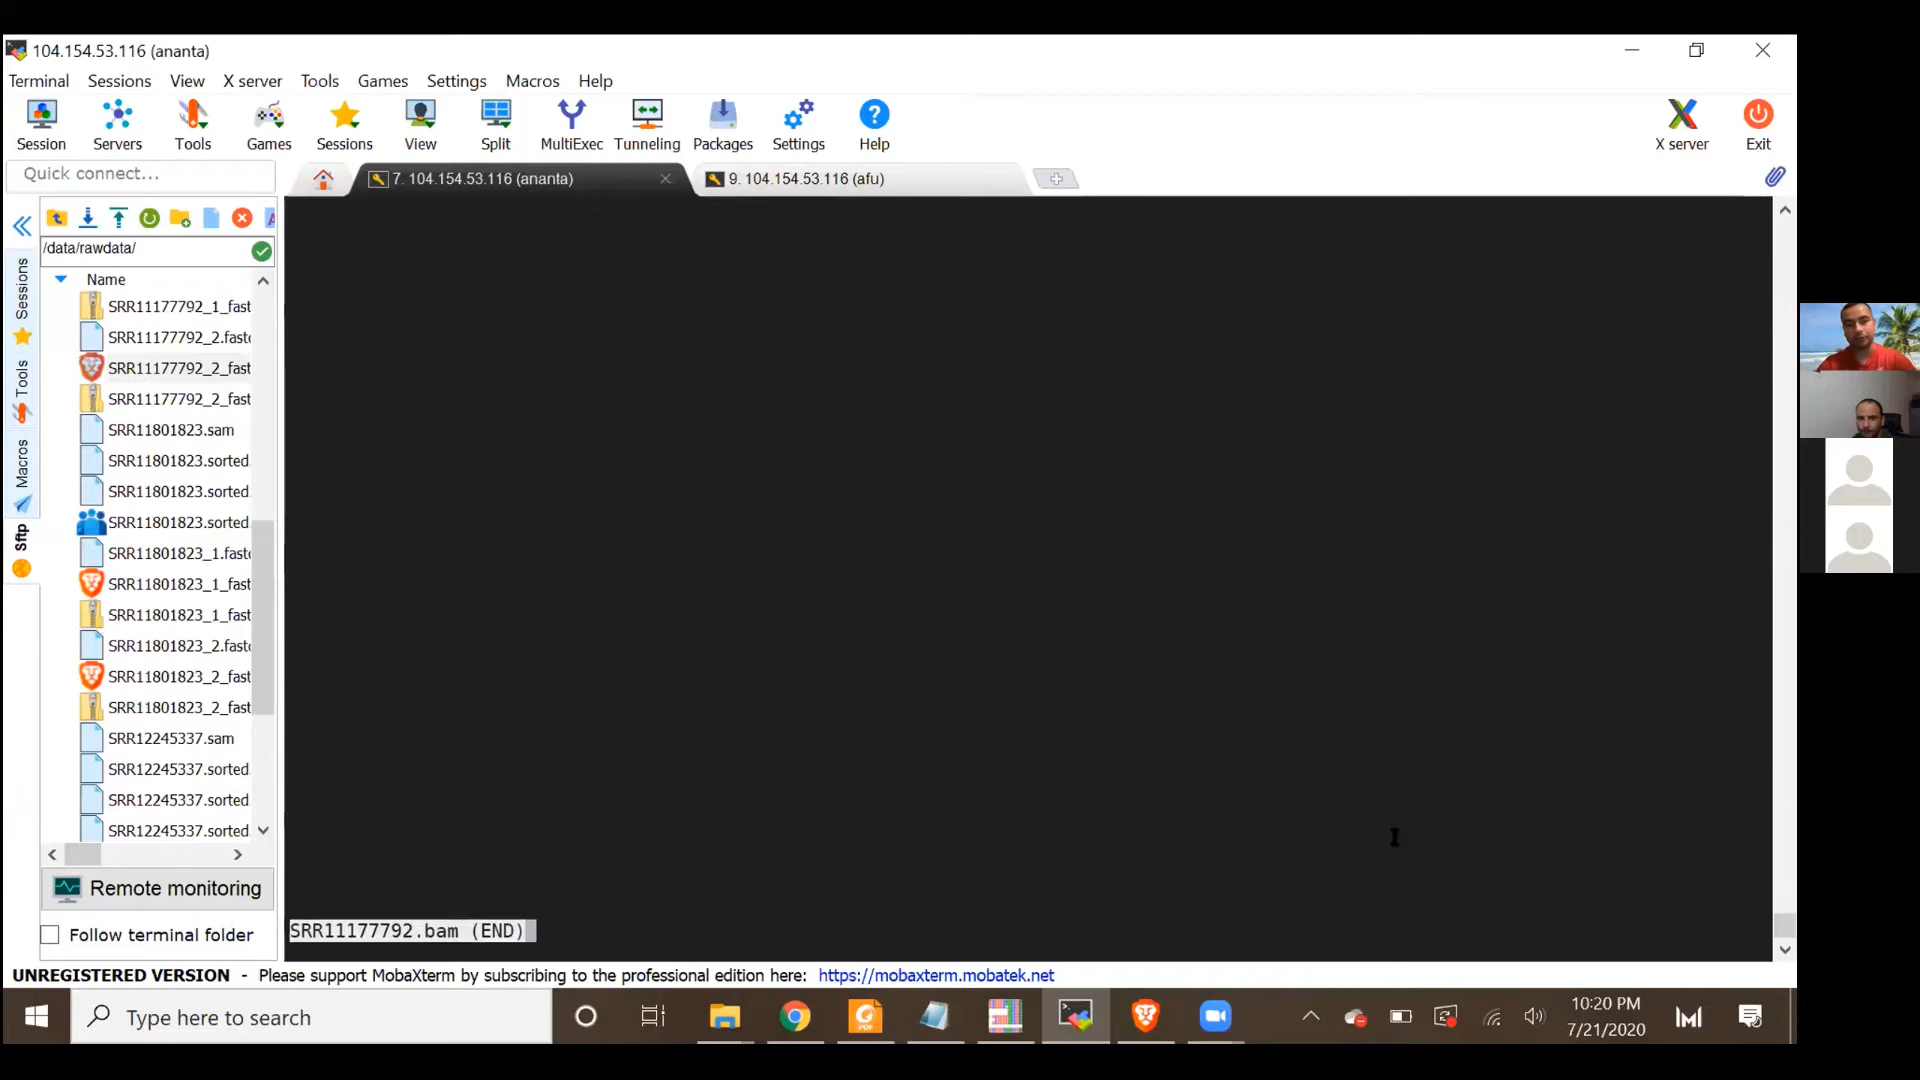 104.154.53.116 (ananta)
Terminal Sessions View X server Tools Games Settings Macros Help
Session Servers Tools Games Sessions View Split MultiExec Tunneling Packages Settings Help X server Exit
Quick connect...
7. 104.154.53.116 (ananta)
9. 104.154.53.116 (afu)
/data/rawdata/
Name
SRR11177792_1_fast
SRR11177792_2.fast
SRR11177792_2_fast
SRR11177792_2_fast
SRR11801823.sam
SRR11801823.sorted.
SRR11801823.sorted.
SRR11801823.sorted.
SRR11801823_1.fast
SRR11801823_1_fast
SRR11801823_1_fast
SRR11801823_2.fast
SRR11801823_2_fast
SRR11801823_2_fast
SRR12245337.sam
SRR12245337.sorted.
SRR12245337.sorted.
SRR12245337.sorted.
Sessions
Tools
Macros
Sftp
Remote monitoring
Follow terminal folder
SRR11177792.bam (END)
UNREGISTERED VERSION - Please support MobaXterm by subscribing to the professional edition here: https://mobaxterm.mobatek.net
Type here to search
10:20 PM
7/21/2020